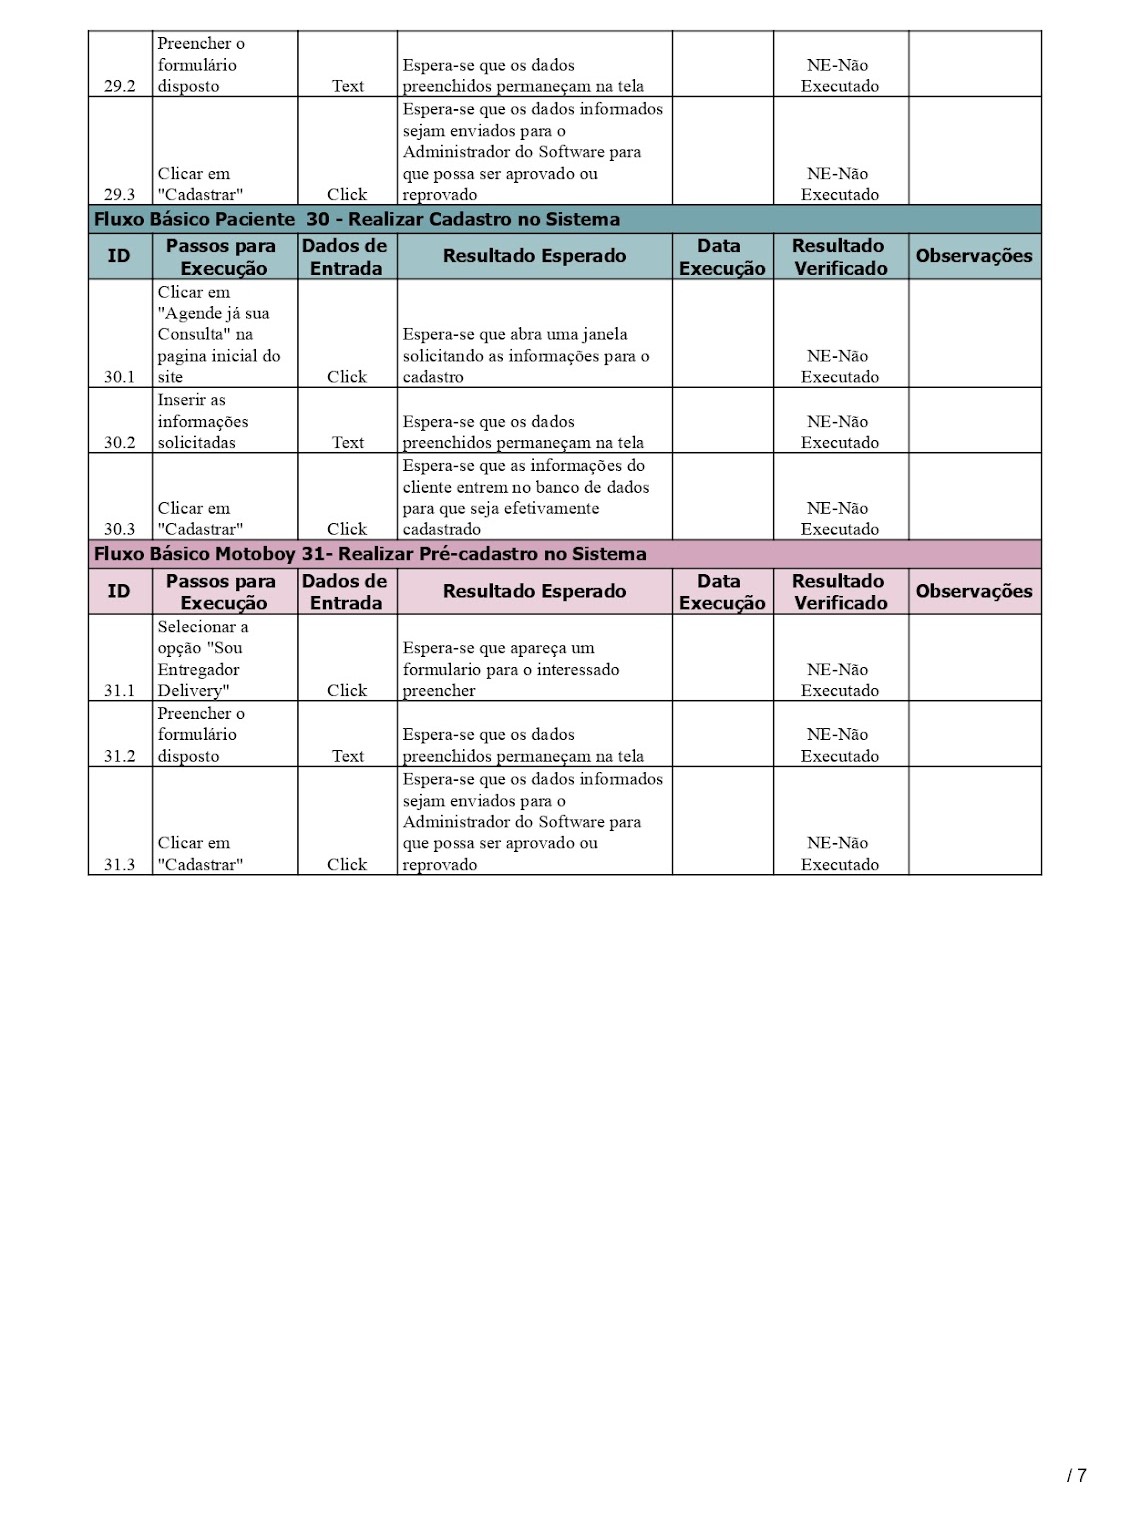 Preencher o
formulário
disposto
29.2
Text
Espera-se que os dados
preenchidos permaneçam na tela
NE-Não
Executado
29.3
Clicar em
"Cadastrar"
Click
Espera-se que os dados informados
sejam enviados para o
Administrador do Software para
que possa ser aprovado ou
reprovado
NE-Não
Executado
Fluxo Básico Paciente  30 - Realizar Cadastro no Sistema
ID
Passos para
Execução
Dados de
Entrada
Resultado Esperado
Data
Execução
Resultado
Verificado
Observações
30.1
Clicar em
"Agende já sua
Consulta" na
pagina inicial do
site
Click
Espera-se que abra uma janela
solicitando as informações para o
cadastro
NE-Não
Executado
30.2
Inserir as
informações
solicitadas
Text
Espera-se que os dados
preenchidos permaneçam na tela
NE-Não
Executado
30.3
Clicar em
"Cadastrar"
Click
Espera-se que as informações do
cliente entrem no banco de dados
para que seja efetivamente
cadastrado
NE-Não
Executado
Fluxo Básico Motoboy 31- Realizar Pré-cadastro no Sistema
ID
Passos para
Execução
Dados de
Entrada
Resultado Esperado
Data
Execução
Resultado
Verificado
Observações
31.1
Selecionar a
opção "Sou
Entregador
Delivery"
Click
Espera-se que apareça um
formulario para o interessado
preencher
NE-Não
Executado
31.2
Preencher o
formulário
disposto
Text
Espera-se que os dados
preenchidos permaneçam na tela
NE-Não
Executado
31.3
Clicar em
"Cadastrar"
Click
Espera-se que os dados informados
sejam enviados para o
Administrador do Software para
que possa ser aprovado ou
reprovado
NE-Não
Executado
/ 7